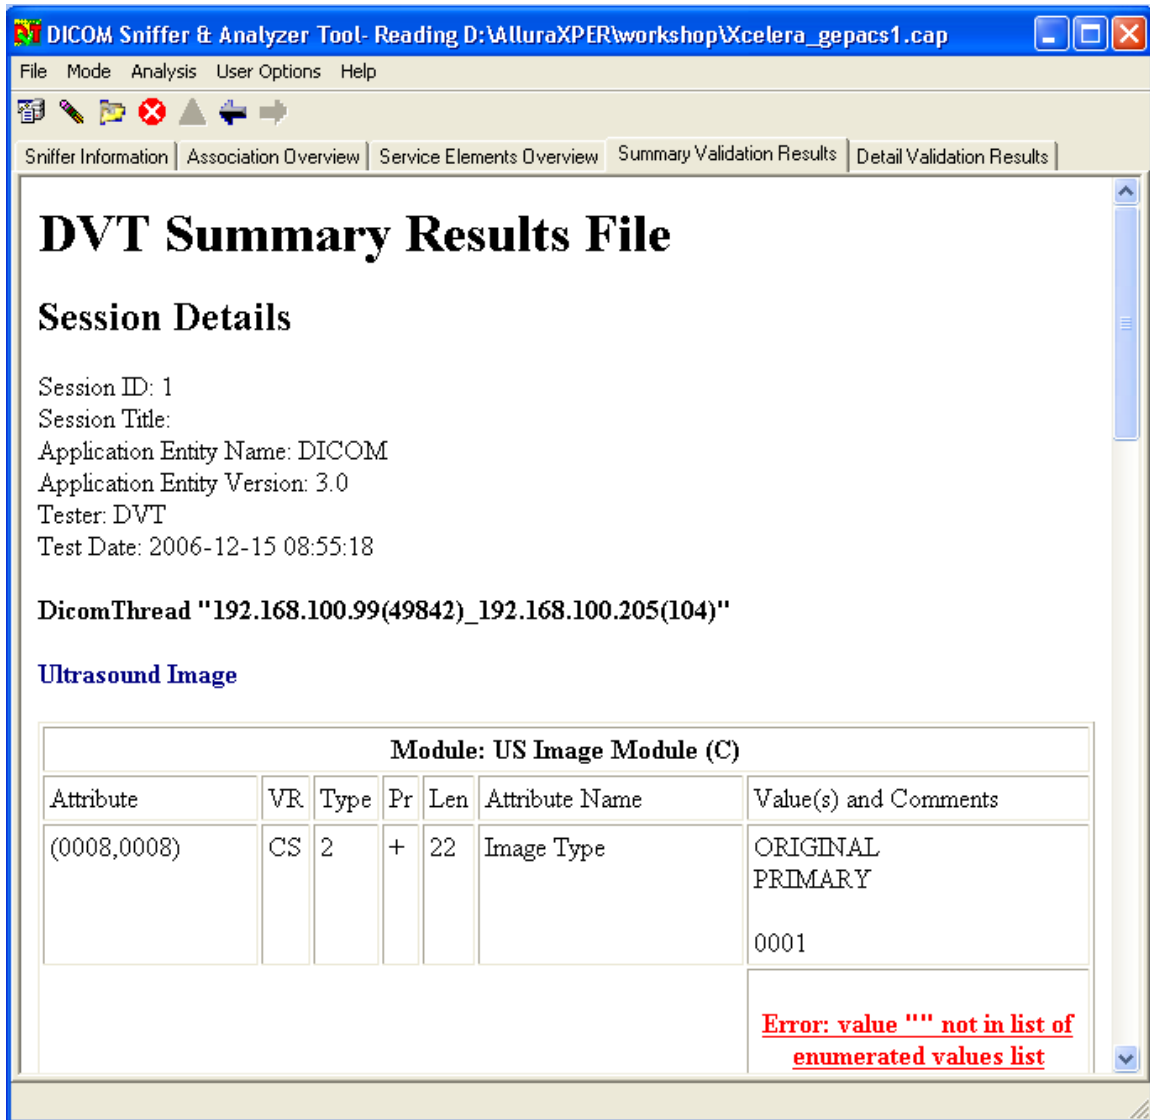 DICOM Sniffer & Analyzer Tool- Reading D:\AlluraXPER\workshop\Xcelera_gepacs1.cap
File Mode Analysis User Options Help
Sniffer Information Association Overview Service Elements Overview Summary Validation Results Detail Validation Results
DVT Summary Results File
Session Details
Session ID: 1
Session Title:
Application Entity Name: DICOM
Application Entity Version: 3.0
Tester: DVT
Test Date: 2006-12-15 08:55:18
DicomThread "192.168.100.99(49842)_192.168.100.205(104)"
Ultrasound Image
Module: US Image Module (C)
Attribute VR Type Pr Len Attribute Name Value(s) and Comments
(0008,0008) CS 2 + 22 Image Type ORIGINAL
PRIMARY
0001
Error: value "" not in list of
enumerated values list